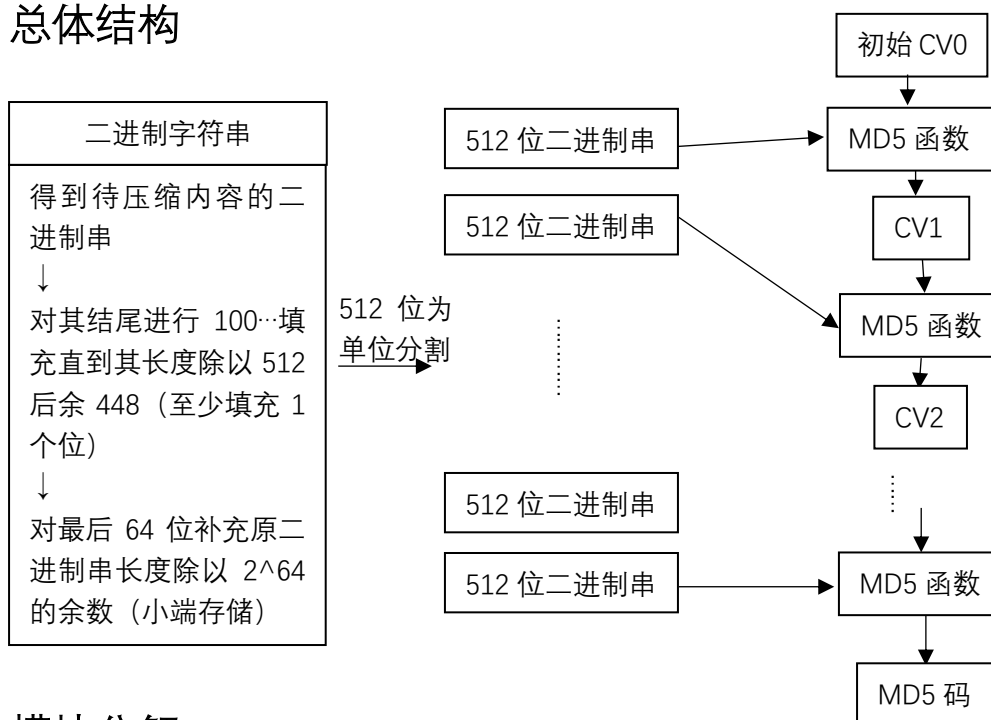 总体结构
二进制字符串
得到待压缩内容的二
进制串
↓
对其结尾进行 100…填
充直到其长度除以 512
后余 448（至少填充 1
个位）
↓
对最后 64 位补充原二
进制串长度除以 2^64
的余数（小端存储）
512 位为
单位分割
512 位二进制串
512 位二进制串
512 位二进制串
512 位二进制串
初始 CV0
MD5 函数
CV1
MD5 函数
CV2
MD5 函数
MD5 码